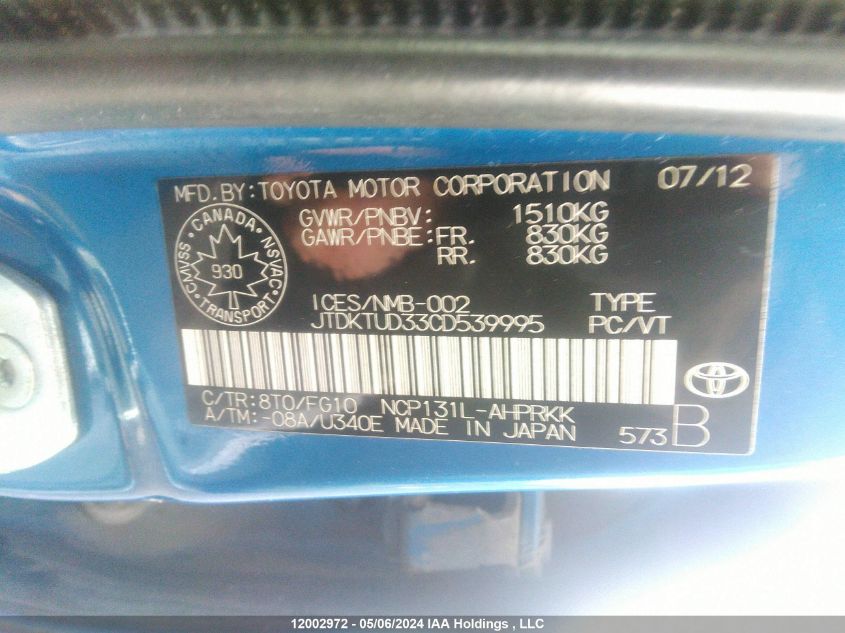 MFD. BY: TOYOTA MOTOR CORPORATION 07/12
GVWR/PNBV: 1510KG
GAWR/PNBE: FR. 830KG
RR. 830KG
CMVSS · CANADA · NSVAC
930
TRANSPORT
ICES/NMB-002 TYPE
JTDKTUD33CD539995 PC/VT
C/TR: 8T0/FG10 NCP131L-AHPRKK
A/TM: -08A/U340E MADE IN JAPAN 573 B
12002972 - 05/06/2024 IAA Holdings , LLC